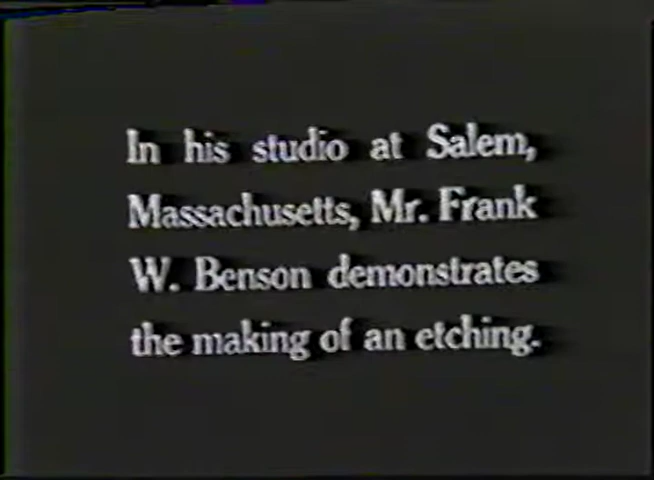 In his studio at Salem,
Massachusetts, Mr. Frank
W. Benson demonstrates
the making of an etching.